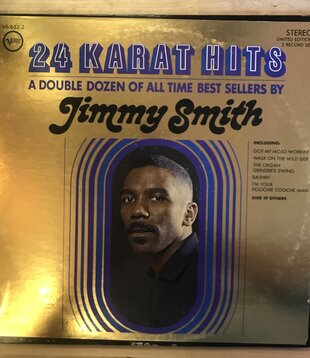 V6-652-2
Verve
STEREO
LIMITED EDITION
2 RECORD SET
24 KARAT HITS
A DOUBLE DOZEN OF ALL TIME BEST SELLERS BY
Jimmy Smith
INCLUDING:
GOT MY MOJO WORKIN'
WALK ON THE WILD SIDE
THE ORGAN
GRINDER'S SWING
BASHIN'
I'M YOUR
HOOCHIE COOCHE MAN
AND 19 OTHERS